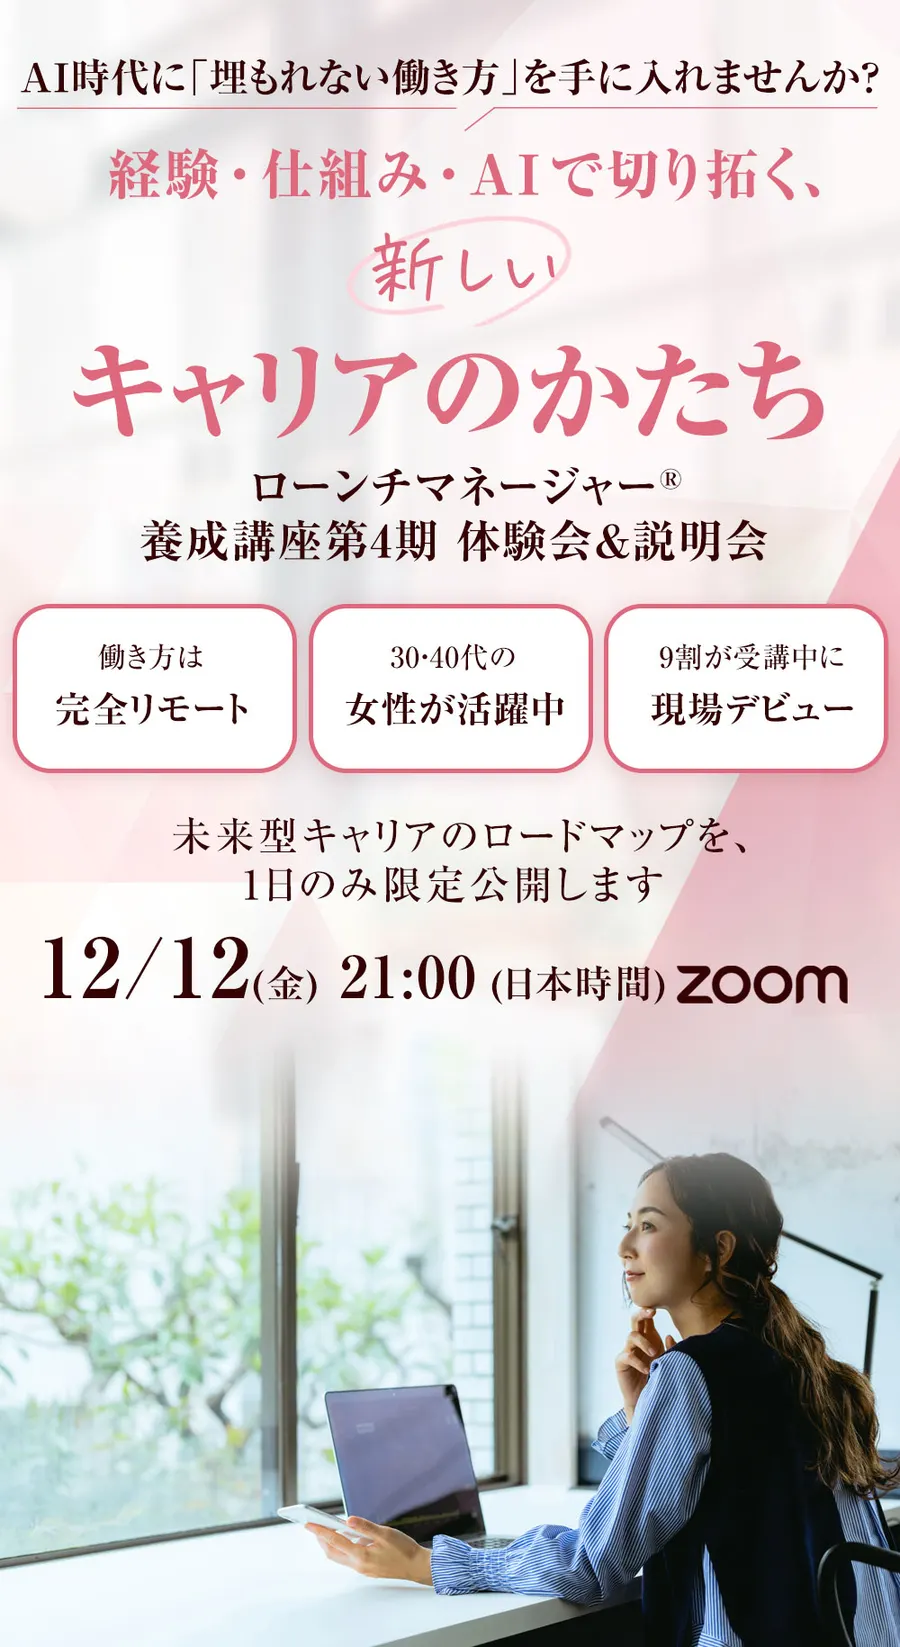 AI時代に「埋もれない働き方」を手に入れませんか?
経験・仕組み・AIで切り拓く、
新しい
キャリアのかたち
ローンチマネージャー®
養成講座第4期 体験会&説明会
働き方は
完全リモート
30・40代の
女性が活躍中
9割が受講中に
現場デビュー
未来型キャリアのロードマップを、
1日のみ限定公開します
12/12(金) 21:00 (日本時間) zoom